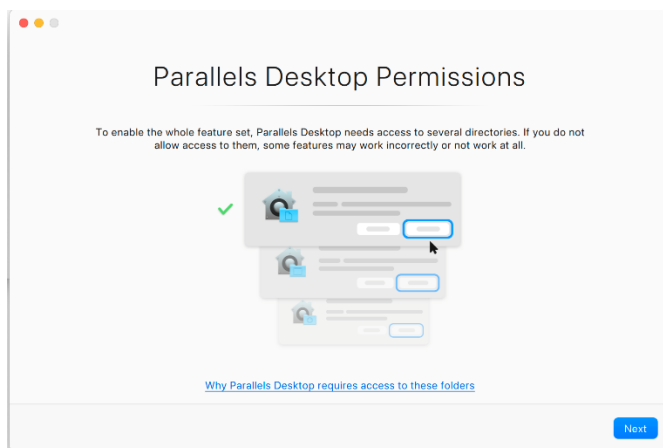 Parallels Desktop Permissions
To enable the whole feature set, Parallels Desktop needs access to several directories. If you do not
allow access to them, some features may work incorrectly or not work at all.
Why Parallels Desktop requires access to these folders
Next